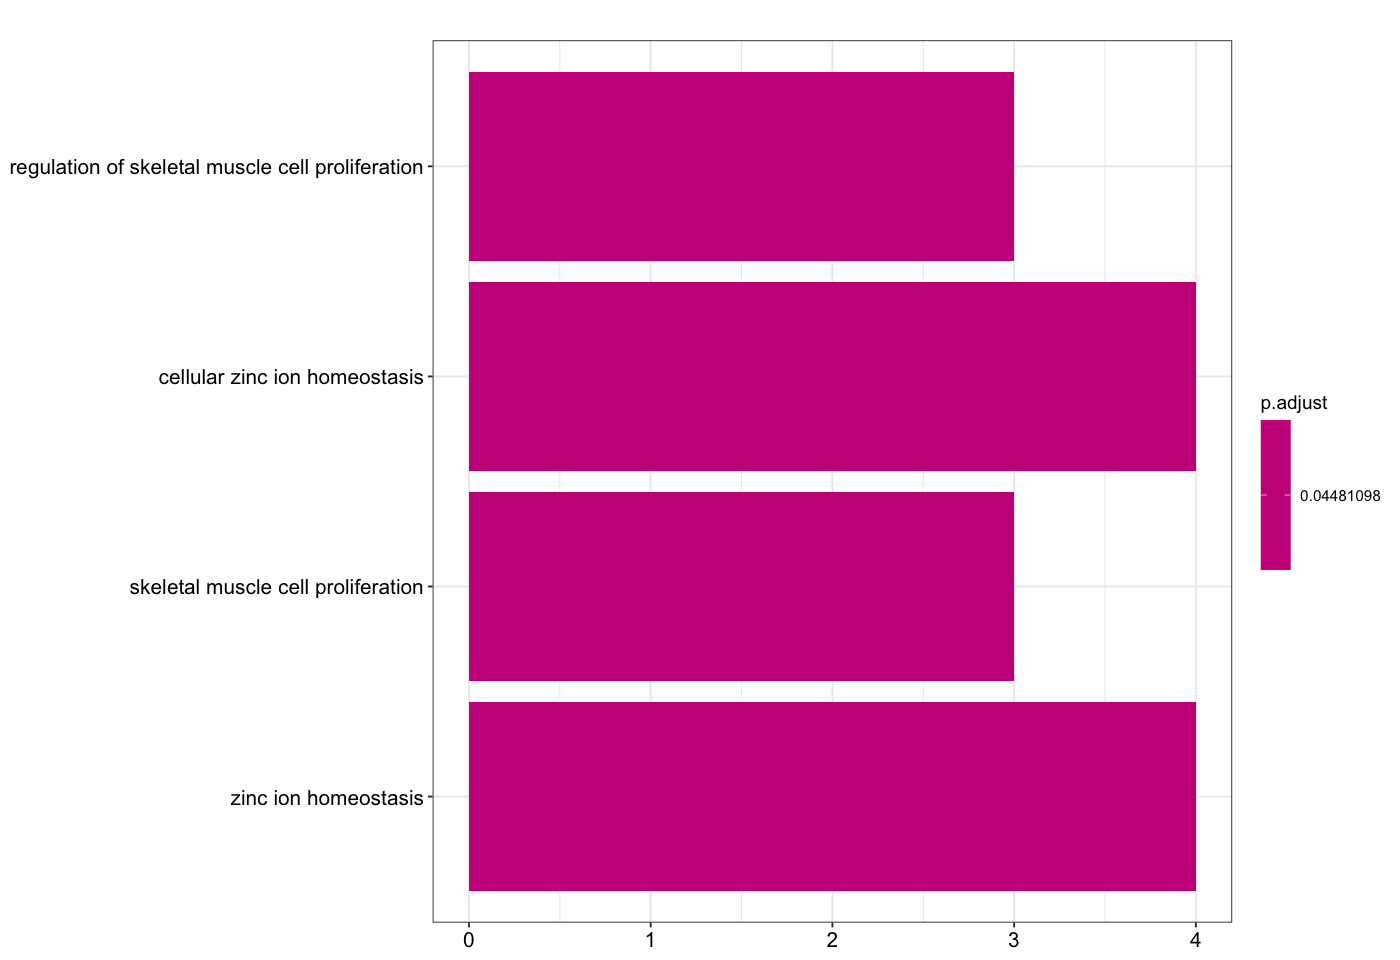 regulation of skeletal muscle cell proliferation
cellular zinc ion homeostasis
skeletal muscle cell proliferation
zinc ion homeostasis
0 1 2 3 4
p.adjust
0.04481098